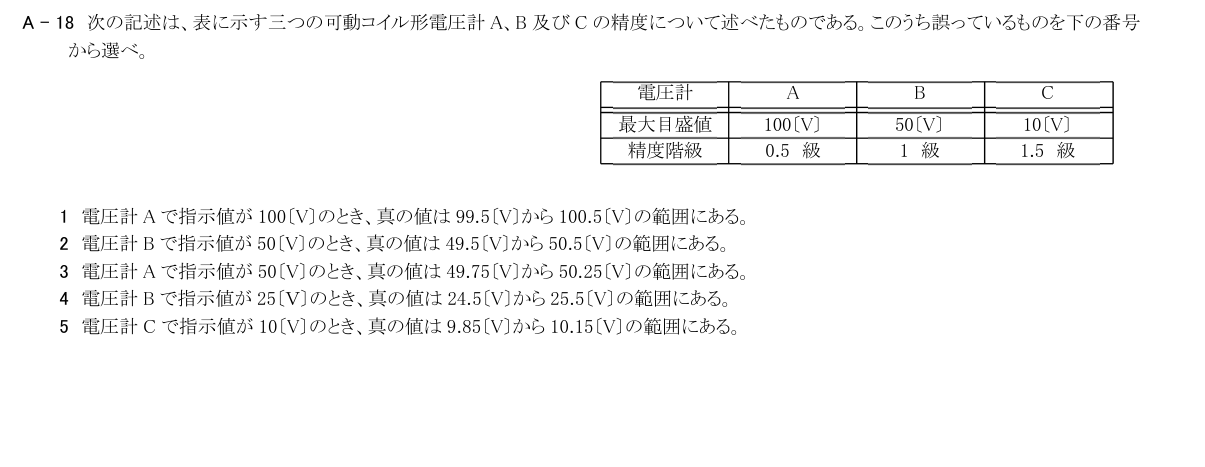 A－18 次の記述は、表に示す三つの可動コイル形電圧計 A、B 及び C の精度について述べたものである。このうち誤っているものを下の番号
から選べ。
電圧計 A B C
最大目盛値 100〔V〕 50〔V〕 10〔V〕
精度階級 0.5 級 1 級 1.5 級
1 電圧計 A で指示値が 100〔V〕のとき、真の値は 99.5〔V〕から 100.5〔V〕の範囲にある。
2 電圧計 B で指示値が 50〔V〕のとき、真の値は 49.5〔V〕から 50.5〔V〕の範囲にある。
3 電圧計 A で指示値が 50〔V〕のとき、真の値は 49.75〔V〕から 50.25〔V〕の範囲にある。
4 電圧計 B で指示値が 25〔V〕のとき、真の値は 24.5〔V〕から 25.5〔V〕の範囲にある。
5 電圧計 C で指示値が 10〔V〕のとき、真の値は 9.85〔V〕から 10.15〔V〕の範囲にある。